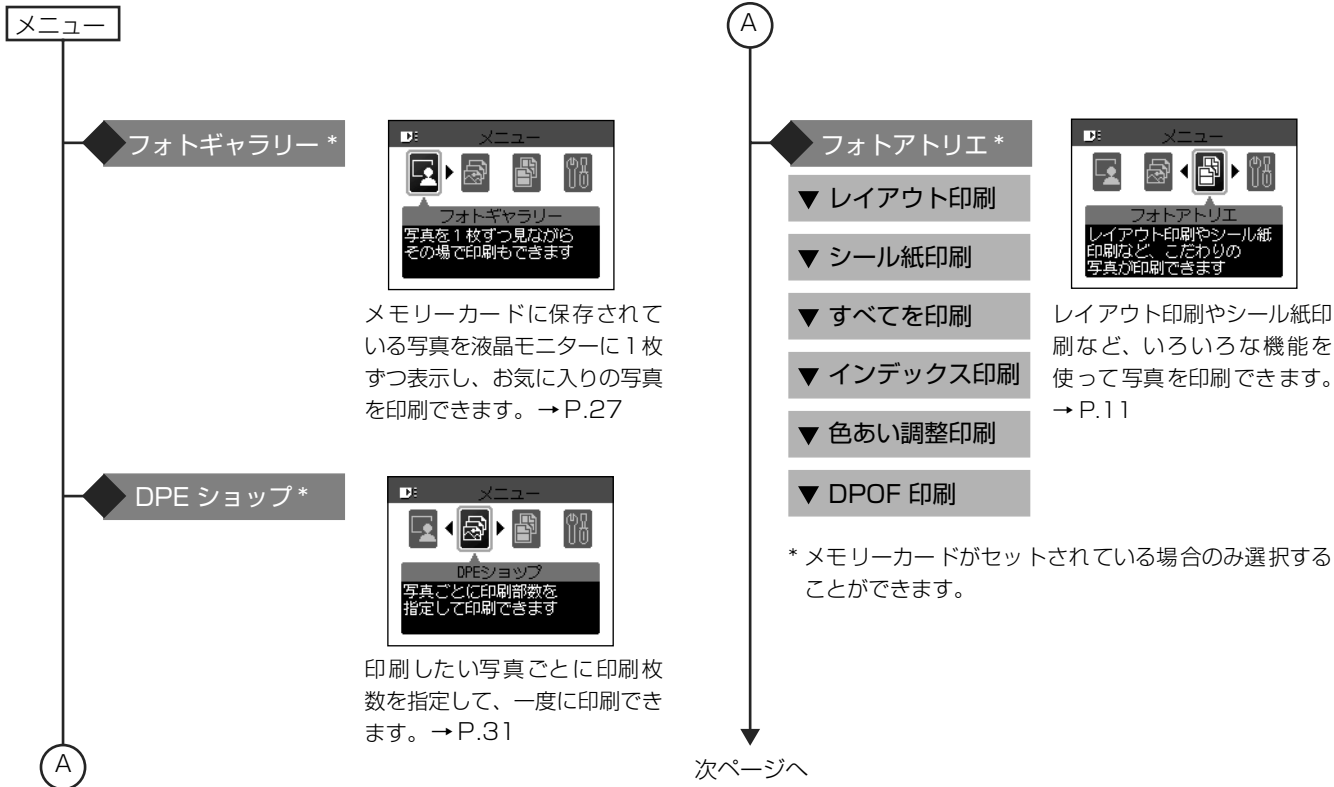 メニュー
フォトギャラリー *
メニュー
フォトギャラリー
写真を1枚ずつ見ながら
その場で印刷もできます
メモリーカードに保存されて
いる写真を液晶モニターに1枚
ずつ表示し、お気に入りの写真
を印刷できます。→ P.27
DPE ショップ *
メニュー
DPEショップ
写真ごとに印刷部数を
指定して印刷できます
印刷したい写真ごとに印刷枚
数を指定して、一度に印刷でき
ます。→ P.31
A
A
フォトアトリエ *
▼ レイアウト印刷
▼ シール紙印刷
▼ すべてを印刷
▼ インデックス印刷
▼ 色あい調整印刷
▼ DPOF 印刷
メニュー
フォトアトリエ
レイアウト印刷やシール紙
印刷など、こだわりの
写真が印刷できます
レイアウト印刷やシール紙印
刷など、いろいろな機能を
使って写真を印刷できます。
→ P.11
* メモリーカードがセットされている場合のみ選択する
ことができます。
次ページへ